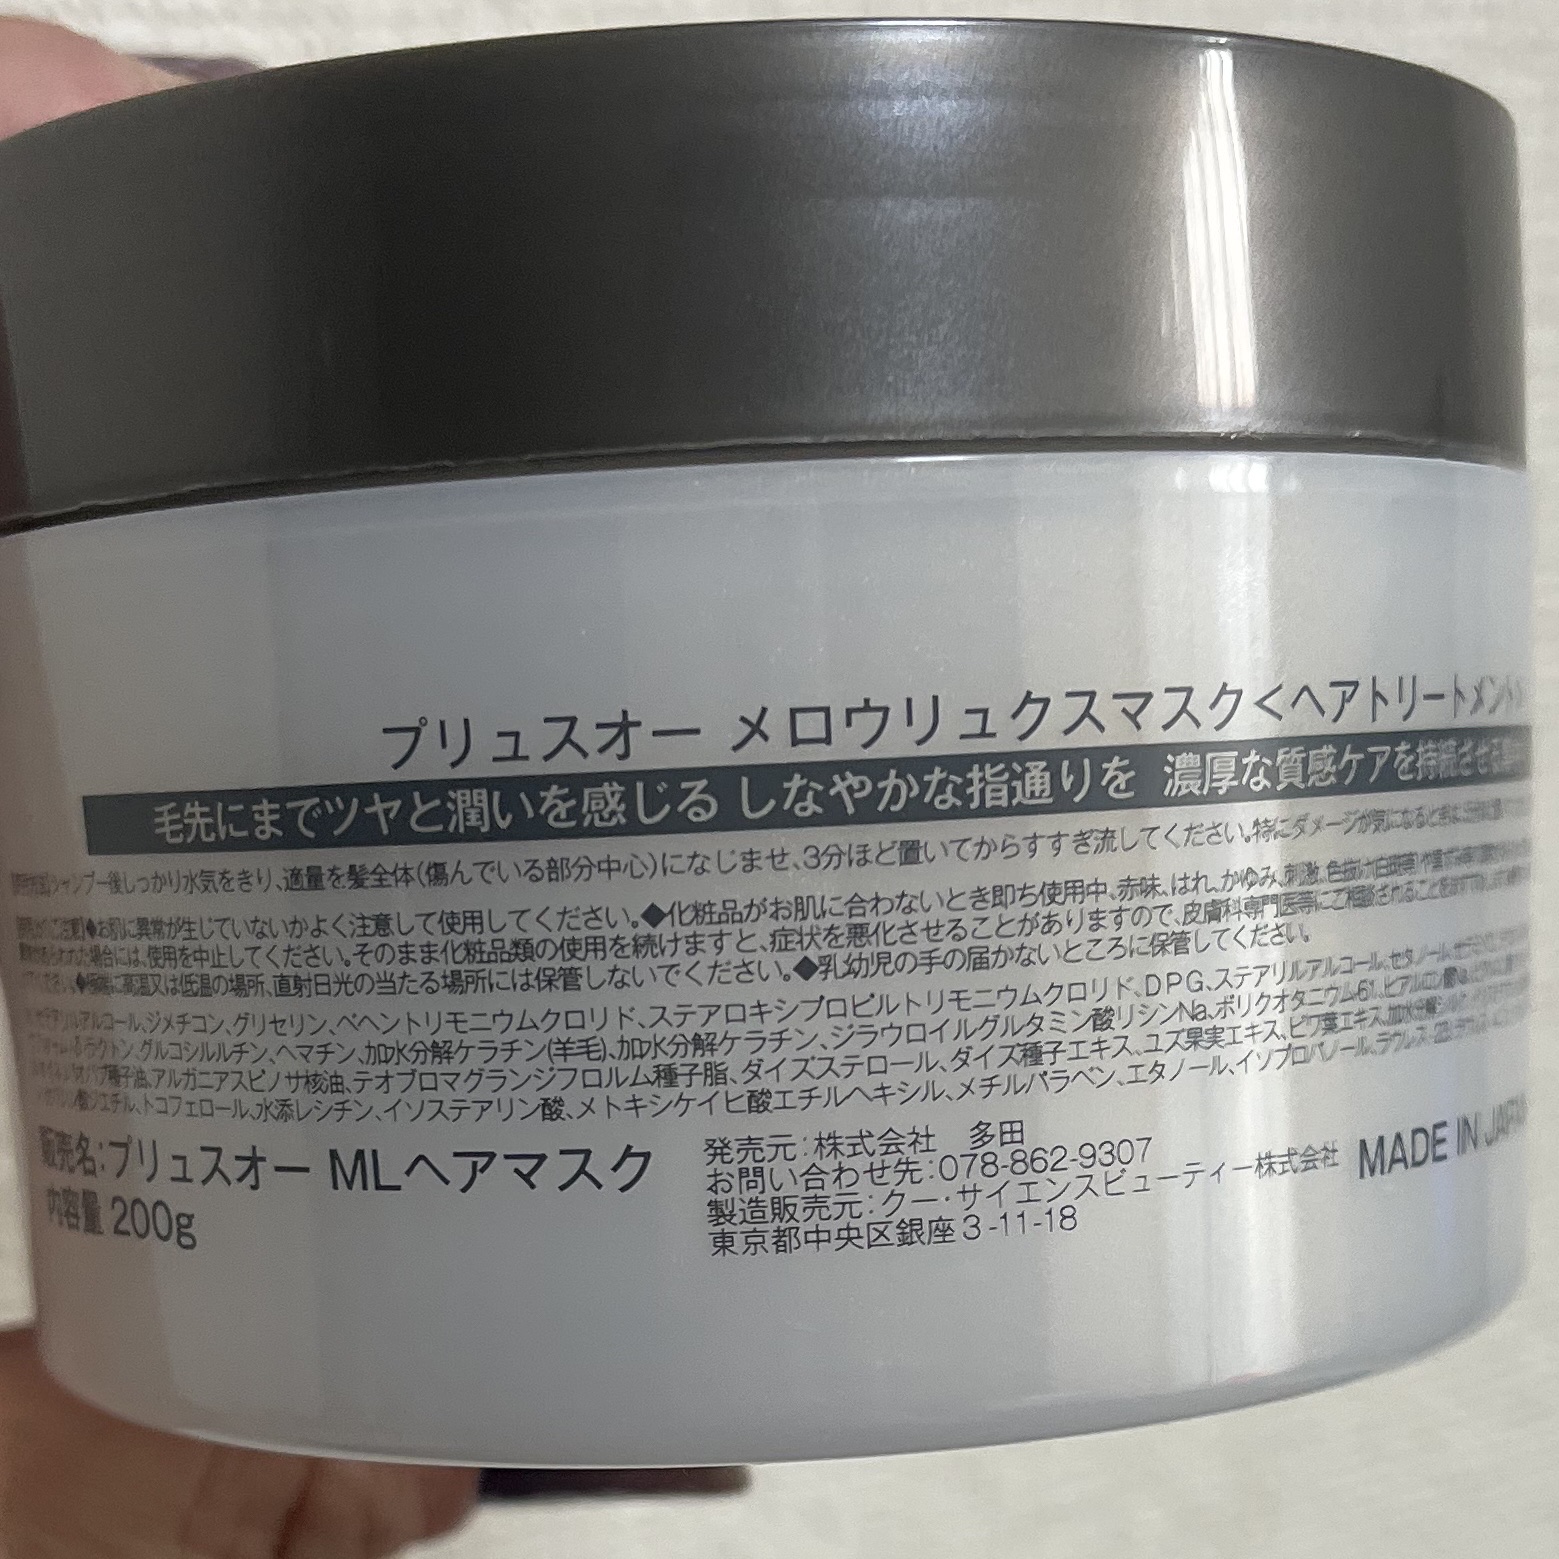 プリュスオー メロウリュクスマスク＜ヘアトリートメント
毛先にまでツヤと潤いを感じる しなやかな指通りを 濃厚な質感ケアを持続させ
シャンプー後しっかり水気をきり、適量を髪全体(傷んでいる部分中心)になじませ、3分ほど置いてからすすぎ流してください。特にダメージが気になるときは
◆お肌に異常が生じていないかよく注意して使用してください。◆化粧品がお肌に合わないとき即ち使用中、赤味、はれ、かゆみ、刺激、色抜け(白斑等)や黒ずみ等の
場合には、使用を中止してください。そのまま化粧品類の使用を続けますと、症状を悪化させることがありますので、皮膚科専門医等にご相談されることを
◆極端に高温又は低温の場所、直射日光の当たる場所には保管しないでください。◆乳幼児の手の届かないところに保管してください。
アルコール、ジメチコン、グリセリン、ベヘントリモニウムクロリド、ステアロキシプロピルトリモニウムクロリド、DPG、ステアリルアルコール、セタノール、
ラクトン、グルコシルルチン、ヘマチン、加水分解ケラチン(羊毛)、加水分解ケラチン、ジラウロイルグルタミン酸リシンNa、ポリクオタニウム-61、ヒアルロン酸
種子油、アルガニアスピノサ核油、テオブロマグランジフロルム種子脂、ダイズステロール、ダイズ種子エキス、ユズ果実エキス、ビワ葉エキス、加水分解シルク、
ジエチル、トコフェロール、水添レシチン、イソステアリン酸、メトキシケイヒ酸エチルヘキシル、メチルパラベン、エタノール、イソプロパノール、ラウレス
販売名:プリュスオー MLヘアマスク
内容量 200g
発売元:株式会社　多田
お問い合わせ先:078-862-9307
製造販売元:クー・サイエンスビューティー株式会社
東京都中央区銀座3-11-18
MADE IN JAPAN